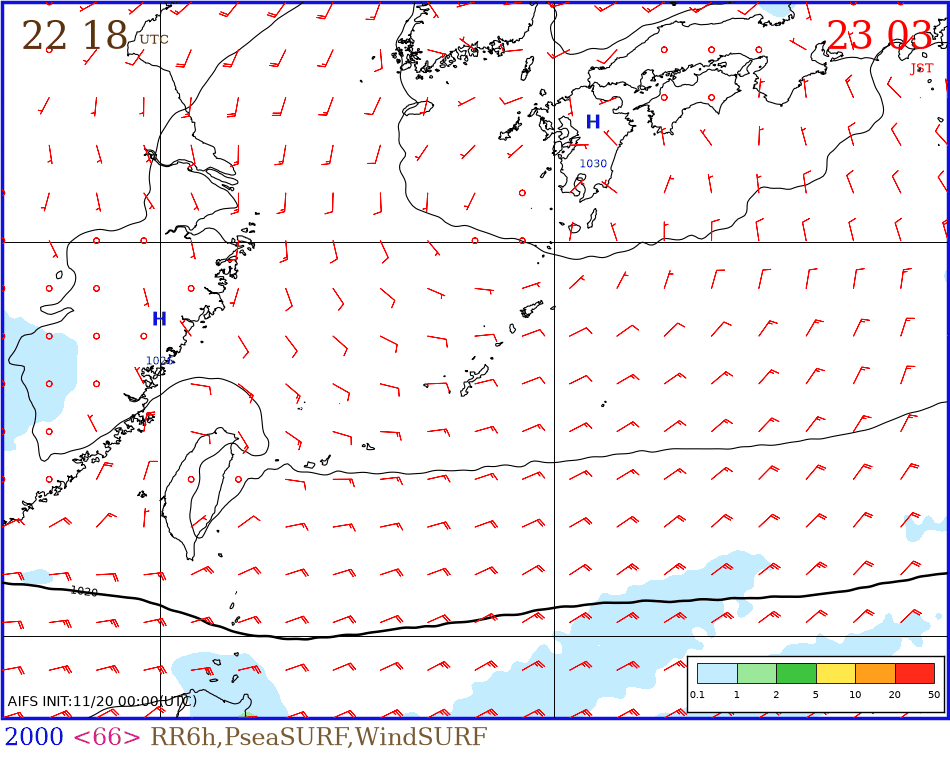 22 18 UTC 23 03 JST
H
1030
H
1020
AIFS INIT:11/20 00:00(UTC)
0.1 1 2 5 10 20 50
2000 <66> RR6h,PseaSURF,WindSURF